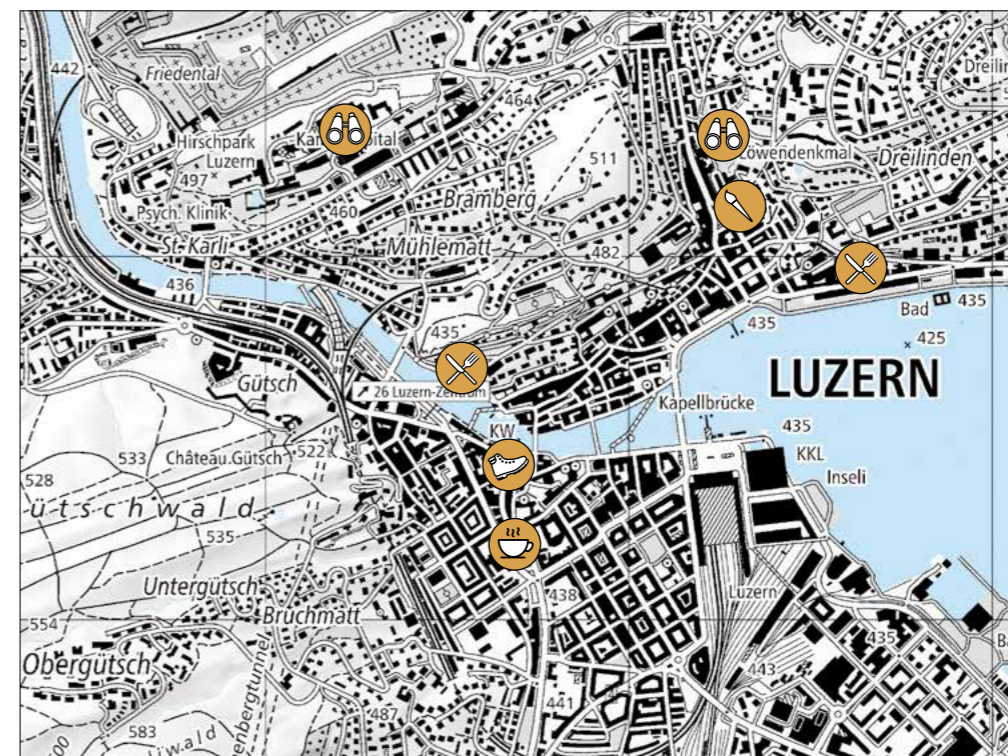 451
442
Friedental
Dreilin
464
Hirschpark
Luzern
Kan
ital
511
Löwendenkmal
Dreilinden
497
Bramberg
Psych. Klinik
460
St. Karli
Mühlematt
482
436
435
435
Bad
435
425
LUZERN
Gütsch
26 Luzern-Zentrum
Kapellbrücke
KW
435
KKL
533
Château.Gütsch
522
528
Inseli
ütschwald
535
Untergütsch
438
Luzern
Bruchmatt
554
435
Obergütsch
443
441
487
583